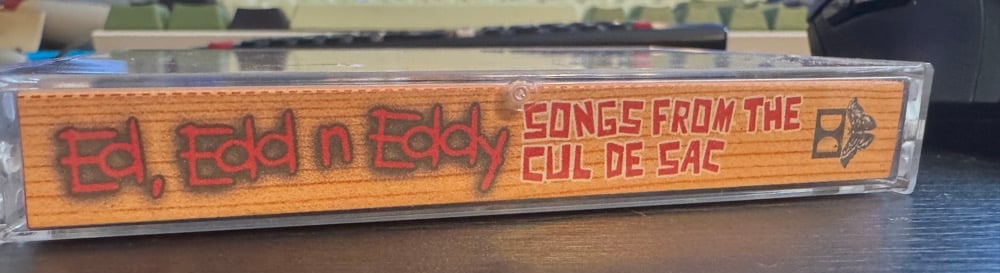 Ed, Edd n Eddy
SONGS FROM THE
CUL DE SAC